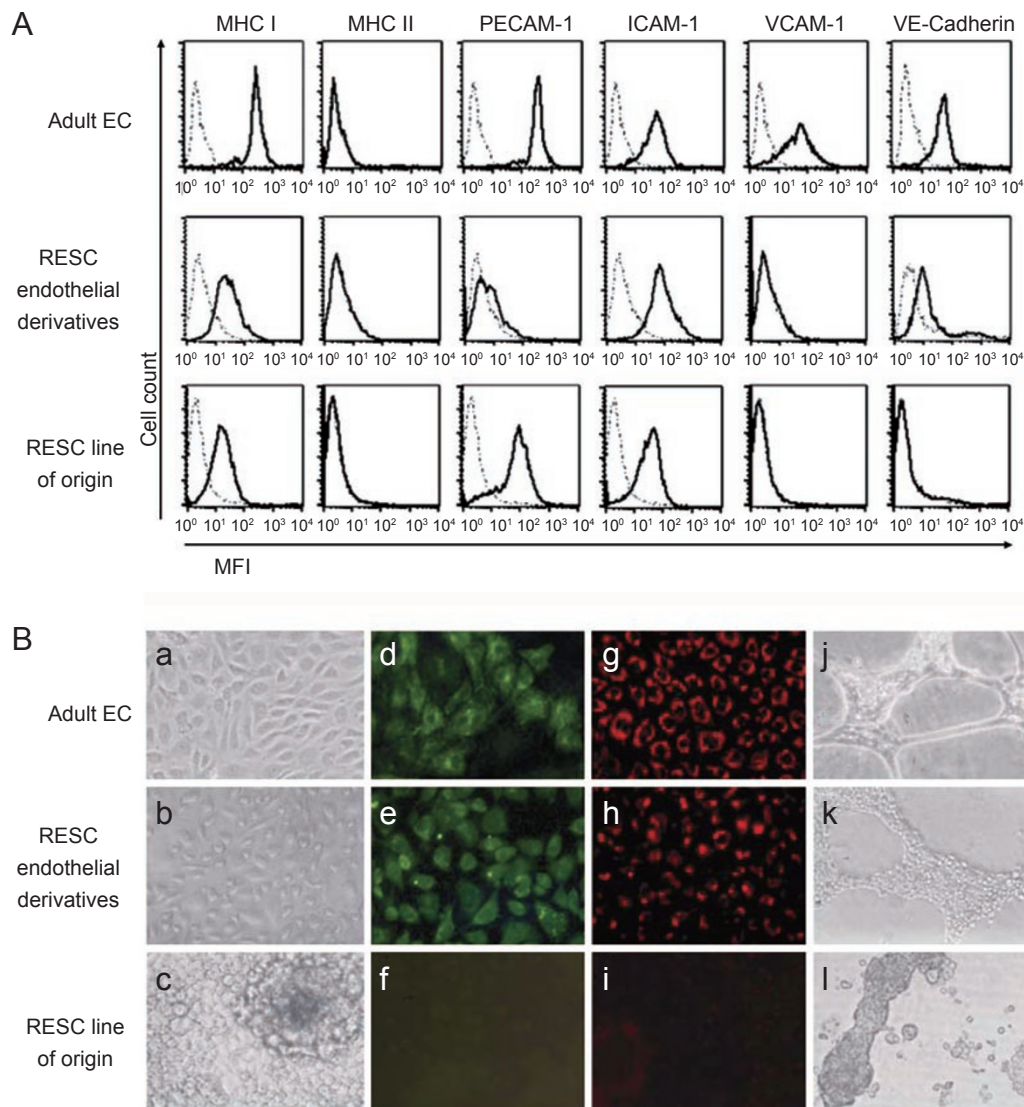 A
MHC I MHC II PECAM-1 ICAM-1 VCAM-1 VE-Cadherin
Adult EC
10⁰ 10¹ 10² 10³ 10⁴ 10⁰ 10¹ 10² 10³ 10⁴ 10⁰ 10¹ 10² 10³ 10⁴ 10⁰ 10¹ 10² 10³ 10⁴ 10⁰ 10¹ 10² 10³ 10⁴ 10⁰ 10¹ 10² 10³ 10⁴
RESC
endothelial
derivatives
10⁰ 10¹ 10² 10³ 10⁴ 10⁰ 10¹ 10² 10³ 10⁴ 10⁰ 10¹ 10² 10³ 10⁴ 10⁰ 10¹ 10² 10³ 10⁴ 10⁰ 10¹ 10² 10³ 10⁴ 10⁰ 10¹ 10² 10³ 10⁴
Cell count
RESC line
of origin
10⁰ 10¹ 10² 10³ 10⁴ 10⁰ 10¹ 10² 10³ 10⁴ 10⁰ 10¹ 10² 10³ 10⁴ 10⁰ 10¹ 10² 10³ 10⁴ 10⁰ 10¹ 10² 10³ 10⁴ 10⁰ 10¹ 10² 10³ 10⁴
MFI
B
a d g j
Adult EC
b e h k
RESC
endothelial
derivatives
c f i l
RESC line
of origin